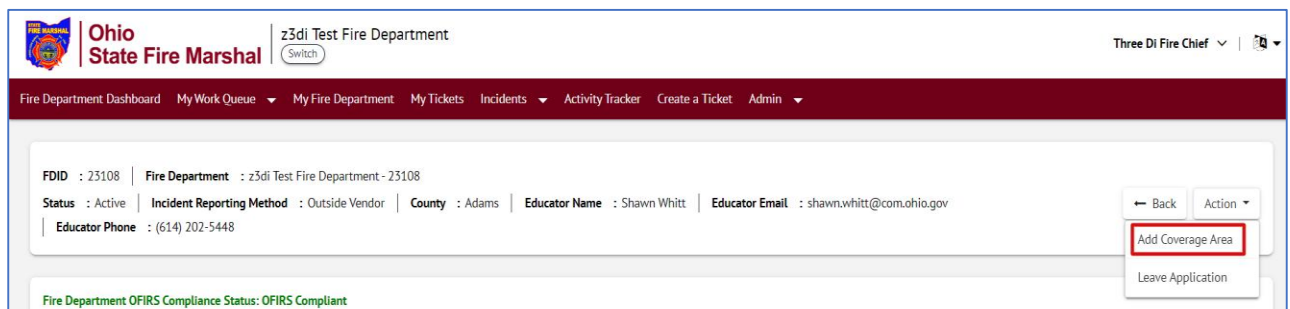 STATE
FIRE MARSHAL
Ohio
State Fire Marshal
z3di Test Fire Department
Switch
Three Di Fire Chief
Fire Department Dashboard My Work Queue My Fire Department My Tickets Incidents Activity Tracker Create a Ticket Admin
FDID : 23108 Fire Department : z3di Test Fire Department - 23108
Status : Active Incident Reporting Method : Outside Vendor County : Adams Educator Name : Shawn Whitt Educator Email : shawn.whitt@com.ohio.gov
Educator Phone : (614) 202-5448
← Back Action
Add Coverage Area
Leave Application
Fire Department OFIRS Compliance Status: OFIRS Compliant